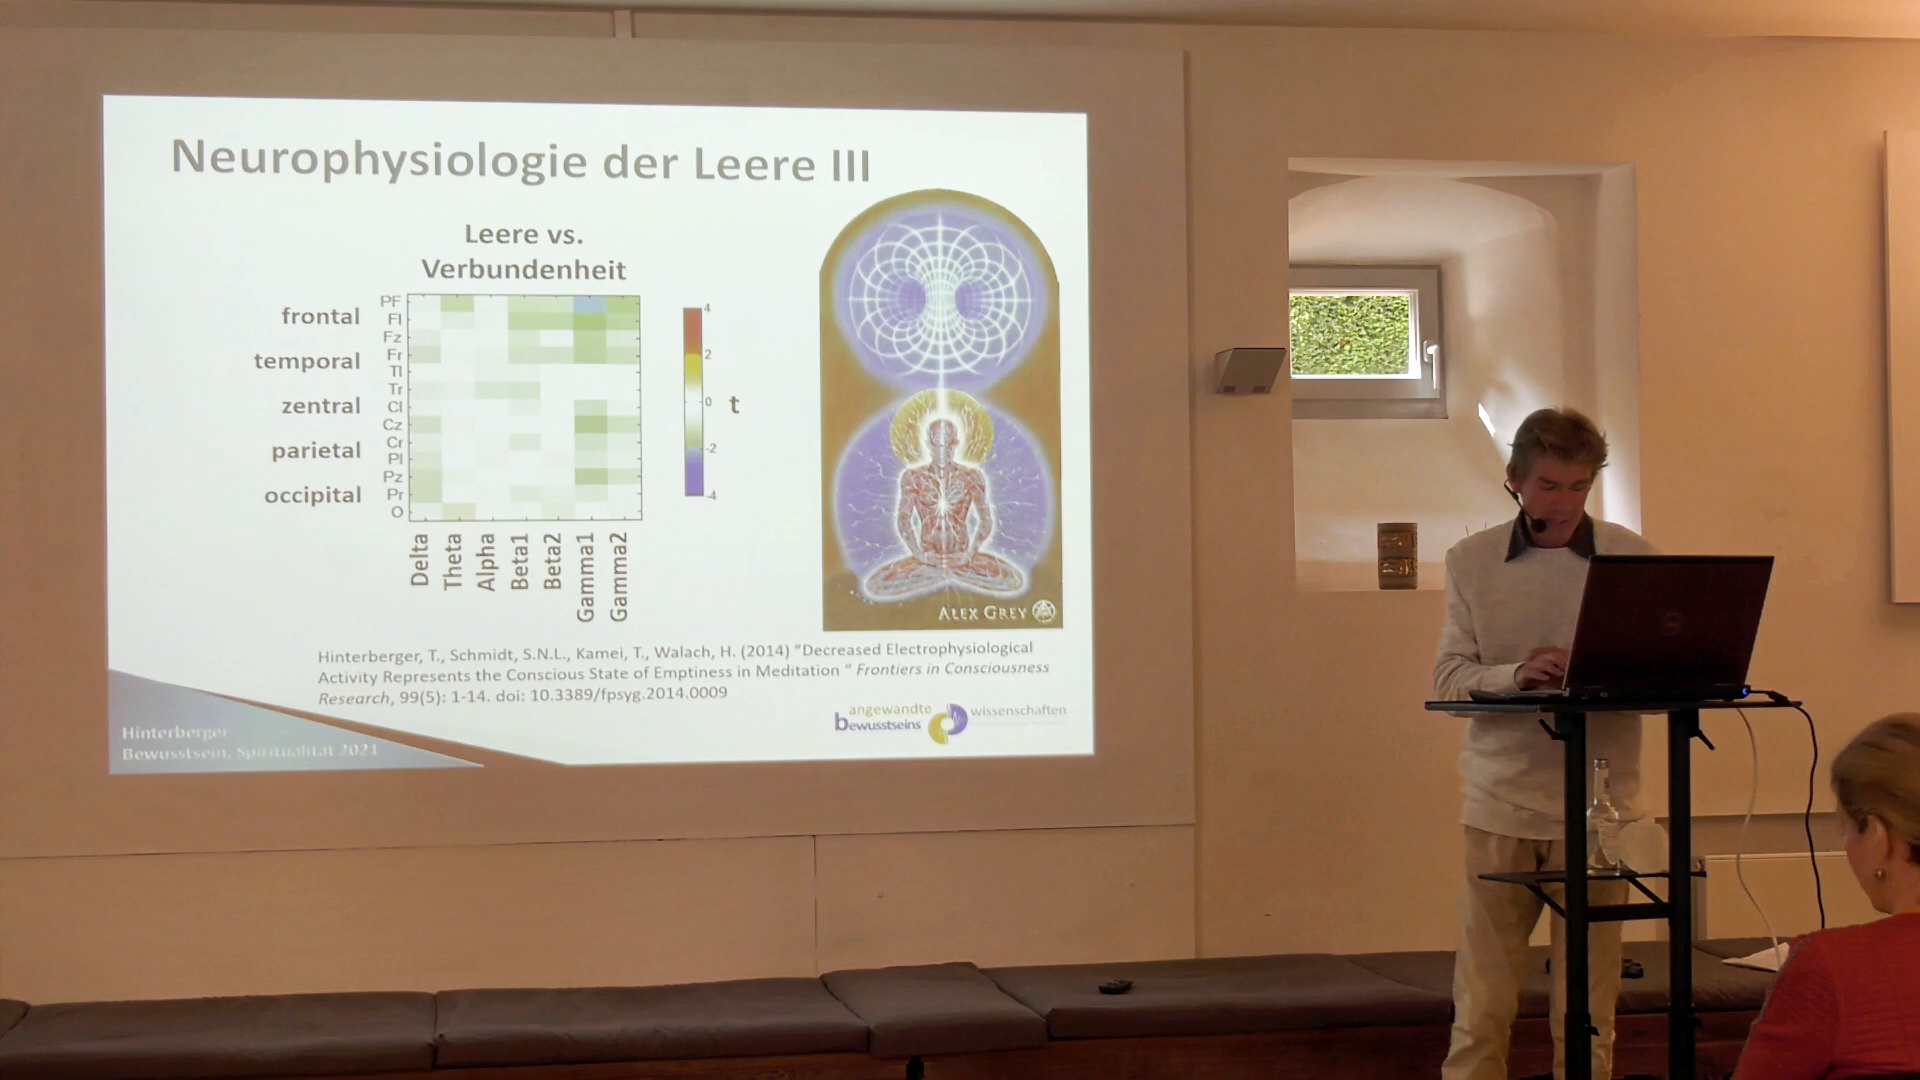 Neurophysiologie der Leere III
Leere vs.
Verbundenheit
frontal
temporal
zentral
parietal
occipital
PF
Fl
Fz
Fr
Tl
Tr
Cl
Cz
Cr
Pl
Pz
Pr
O
Delta
Theta
Alpha
Beta1
Beta2
Gamma1
Gamma2
4
2
0
-2
-4
t
ALEX GREY
Hinterberger, T., Schmidt, S.N.L., Kamei, T., Walach, H. (2014) "Decreased Electrophysiological
Activity Represents the Conscious State of Emptiness in Meditation " Frontiers in Consciousness
Research, 99(5): 1-14. doi: 10.3389/fpsyg.2014.0009
angewandte
bewusstseins wissenschaften
Hinterberger
Bewusstsein, Spiritualität 2021